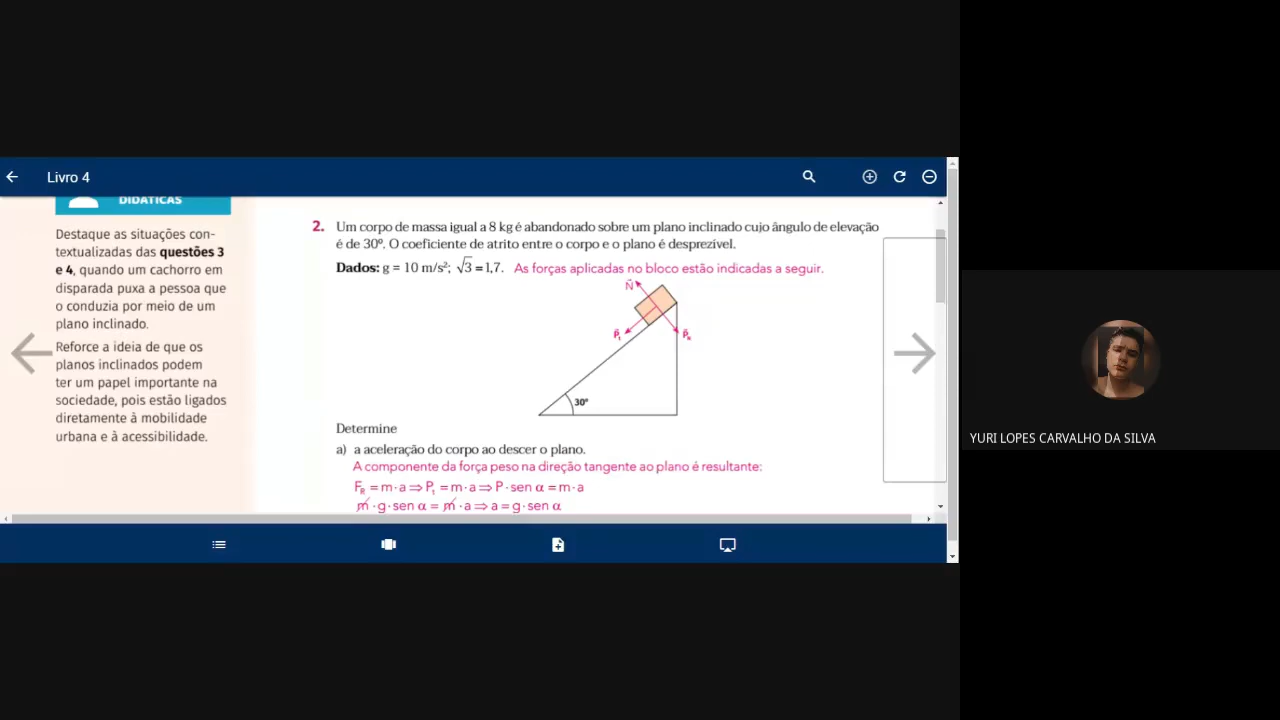 Livro 4
DIDÁTICAS
Destaque as situações con-
textualizadas das questões 3
e 4, quando um cachorro em
disparada puxa a pessoa que
o conduzia por meio de um
plano inclinado.
Reforce a ideia de que os
planos inclinados podem
ter um papel importante na
sociedade, pois estão ligados
diretamente à mobilidade
urbana e à acessibilidade.
2. Um corpo de massa igual a 8 kg é abandonado sobre um plano inclinado cujo ângulo de elevação
é de 30º. O coeficiente de atrito entre o corpo e o plano é desprezível.
Dados: g = 10 m/s²; √3 = 1,7. As forças aplicadas no bloco estão indicadas a seguir.
N⃗
P⃗ₜ
P⃗ₙ
30º
Determine
a) a aceleração do corpo ao descer o plano.
A componente da força peso na direção tangente ao plano é resultante:
F_R = m · a ⇒ Pₜ = m · a ⇒ P · sen α = m · a
m · g · sen α = m · a ⇒ a = g · sen α
YURI LOPES CARVALHO DA SILVA